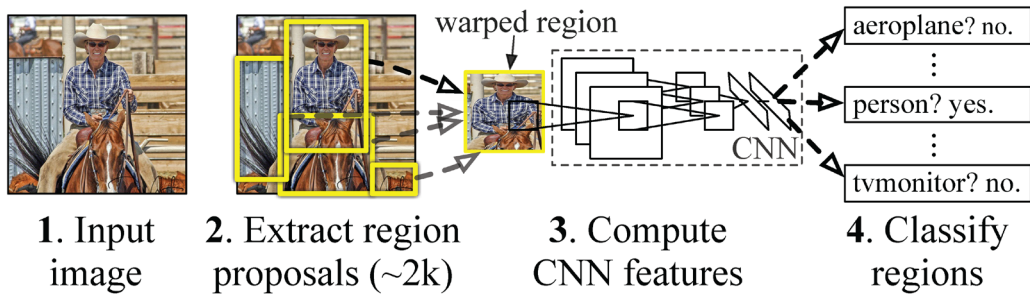 warped region
aeroplane? no.
person? yes.
CNN
tvmonitor? no.
1. Input
image
2. Extract region
proposals (~2k)
3. Compute
CNN features
4. Classify
regions